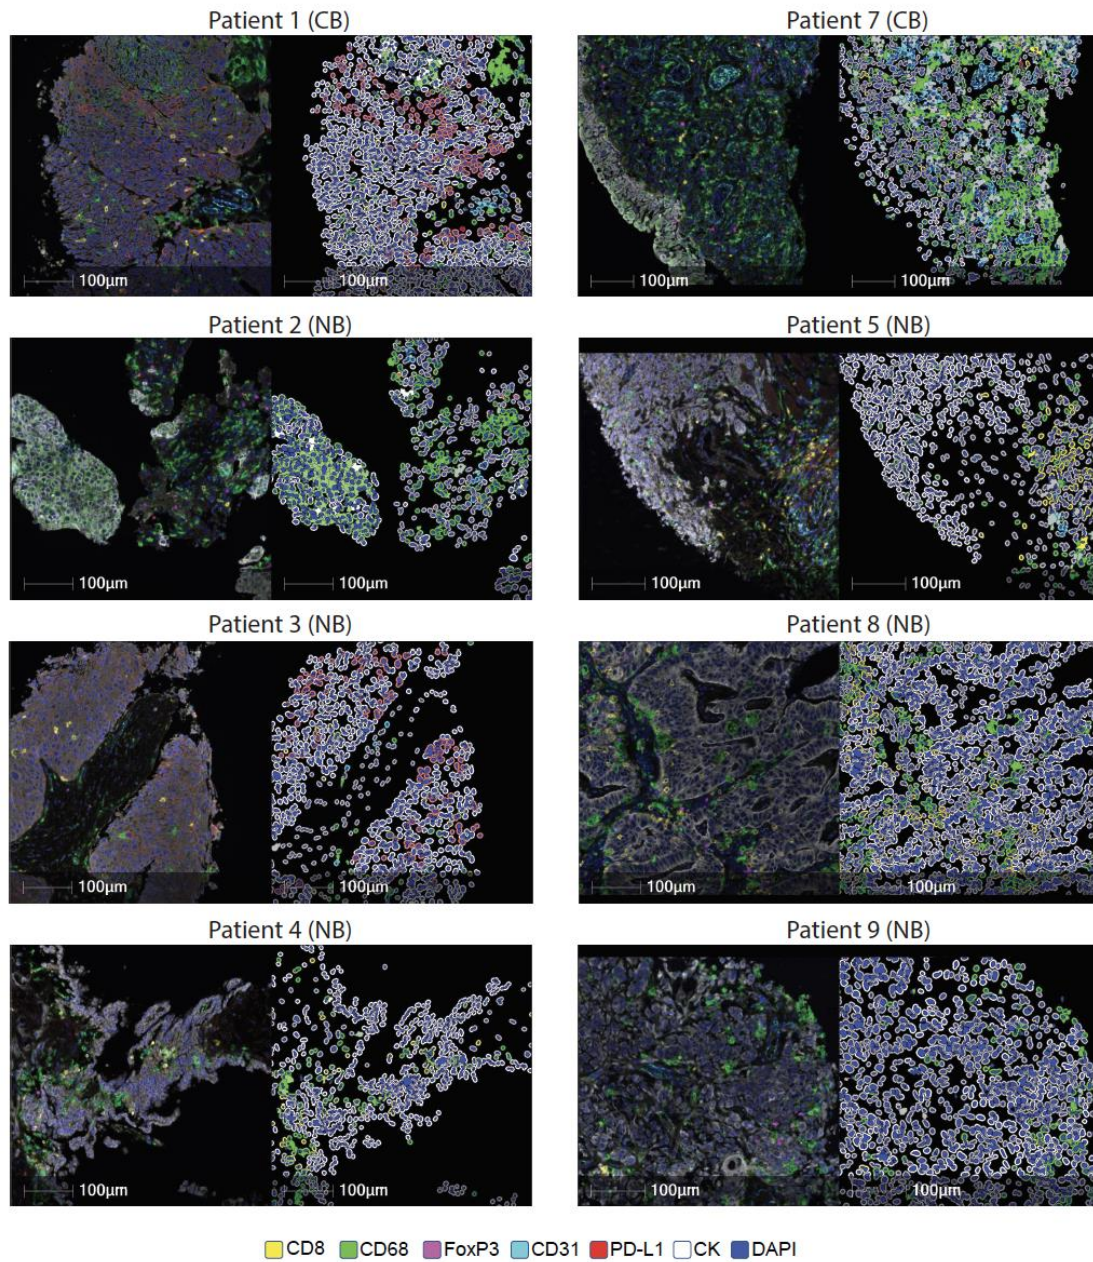 Patient 1 (CB)
Patient 7 (CB)
100µm
100µm
100µm
100µm
Patient 2 (NB)
Patient 5 (NB)
100µm
100µm
100µm
100µm
Patient 3 (NB)
Patient 8 (NB)
100µm
100µm
100µm
100µm
Patient 4 (NB)
Patient 9 (NB)
100µm
100µm
100µm
100µm
CD8 CD68 FoxP3 CD31 PD-L1 CK DAPI